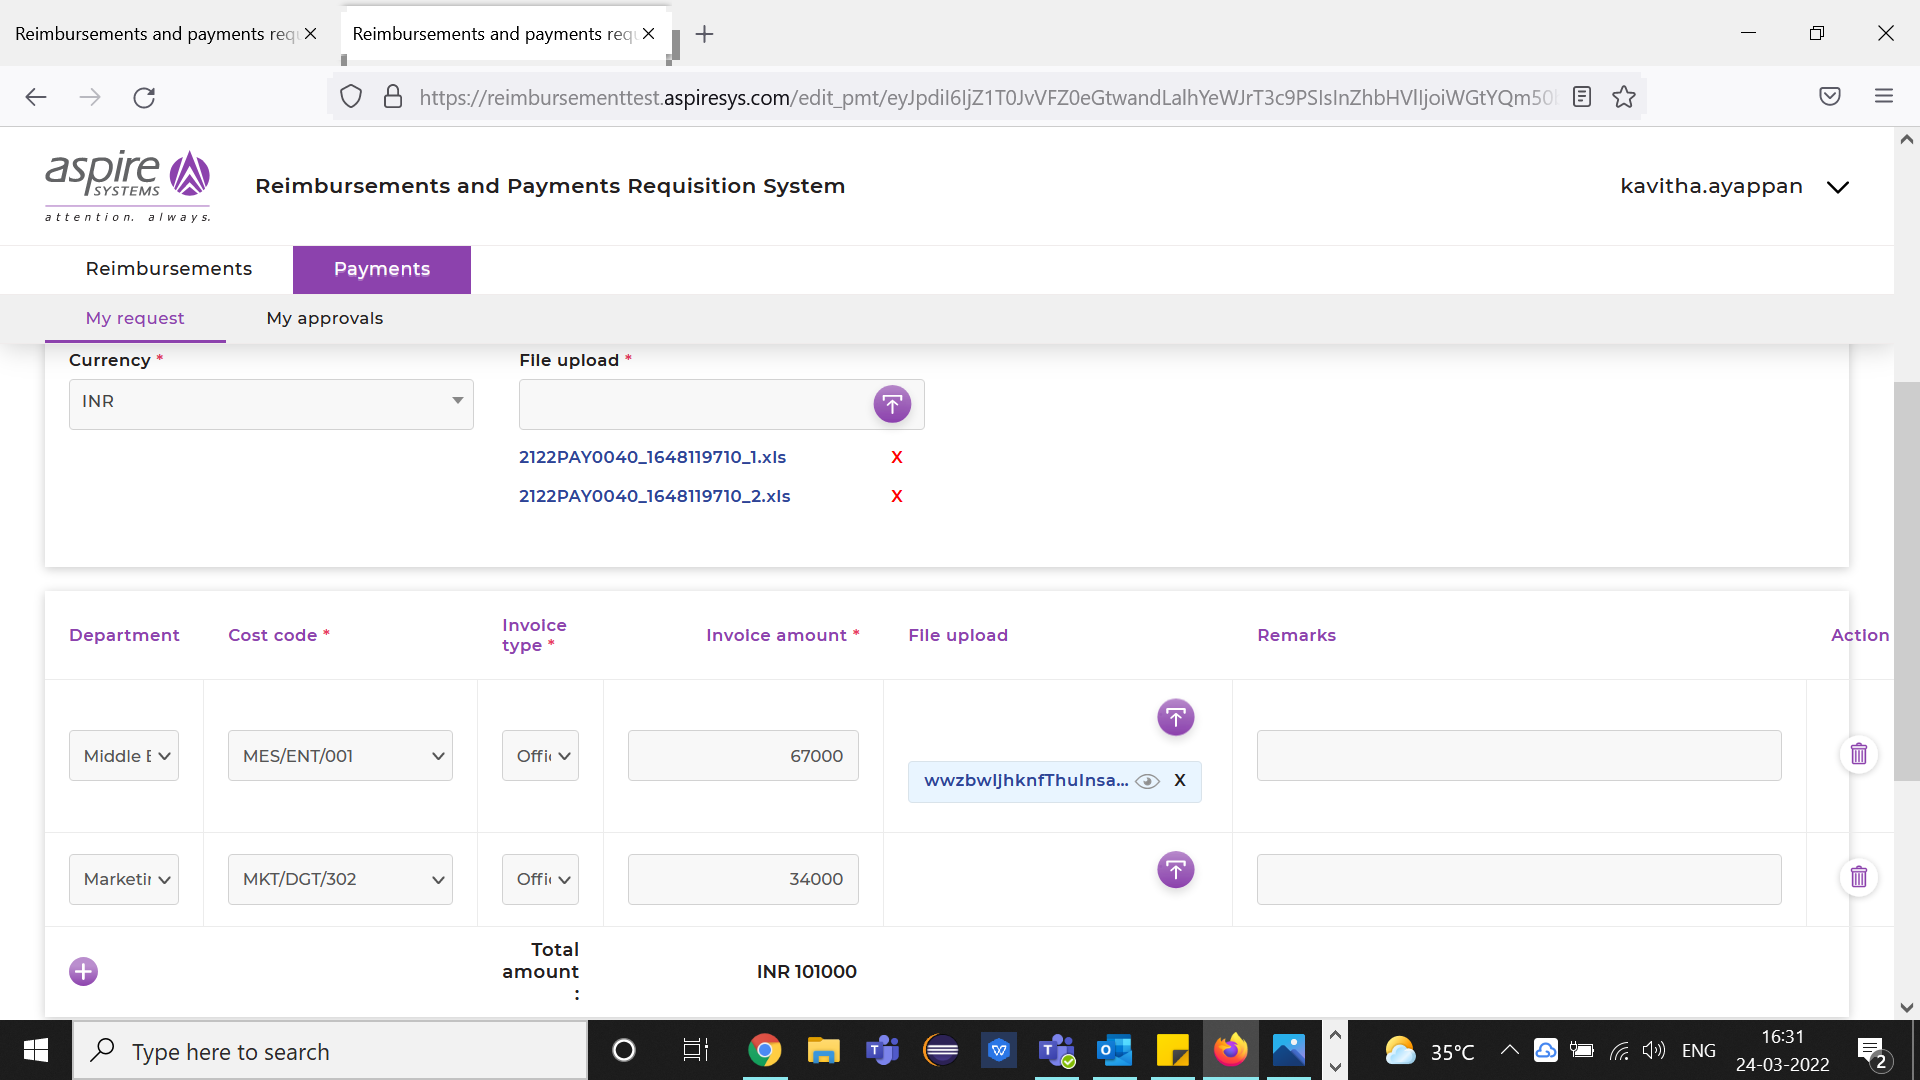 Reimbursements and payments req
Reimbursements and payments req
https://reimbursementtest.aspiresys.com/edit_pmt/
aspire
SYSTEMS
attention. always.
Reimbursements and Payments Requisition System
kavitha.ayappan
Reimbursements
Payments
My request
My approvals
Currency *
File upload *
INR
2122PAY0040_1648119710_1.xls X
2122PAY0040_1648119710_2.xls X
Department
Cost code *
Invoice
type *
Invoice amount *
File upload
Remarks
Action
Middle E
MES/ENT/001
Offi
67000
X
Marketin
MKT/DGT/302
Offi
34000
Total
amount
:
INR 101000
Type here to search
35°C
ENG
16:31
24-03-2022
2